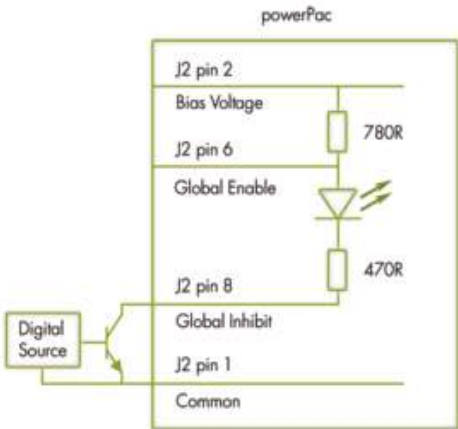 powerPac
J2 pin 2
Bias Voltage
780R
J2 pin 6
Global Enable
470R
J2 pin 8
Global Inhibit
Digital
Source
J2 pin 1
Common